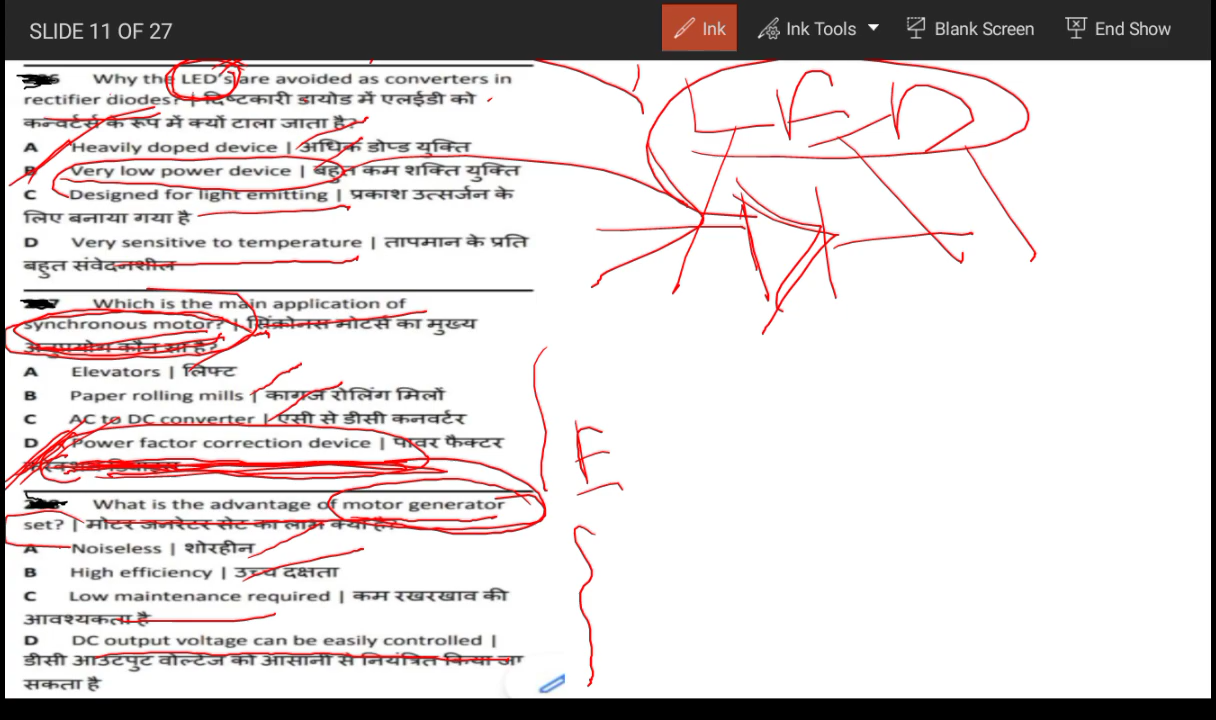 SLIDE 11 OF 27
Ink
Ink Tools
Blank Screen
End Show
Why the LED's are avoided as converters in
rectifier diodes? | दिष्टकारी डायोड में एलईडी को
कन्वर्टर्स के रूप में क्यों टाला जाता है?
A Heavily doped device | अधिक डोप्ड युक्ति
B Very low power device | बहुत कम शक्ति युक्ति
C Designed for light emitting | प्रकाश उत्सर्जन के
लिए बनाया गया है
D Very sensitive to temperature | तापमान के प्रति
बहुत संवेदनशील
Which is the main application of
synchronous motor? | सिंक्रोनस मोटर्स का मुख्य
अनुप्रयोग कौन सा है?
A Elevators | लिफ्ट
B Paper rolling mills | कागज रोलिंग मिलों
C AC to DC converter | एसी से डीसी कनवर्टर
D Power factor correction device | पावर फैक्टर
What is the advantage of motor generator
set? | मोटर जनरेटर सेट का लाभ क्या है?
A Noiseless | शोरहीन
B High efficiency | उच्च दक्षता
C Low maintenance required | कम रखरखाव की
आवश्यकता है
D DC output voltage can be easily controlled |
डीसी आउटपुट वोल्टेज को आसानी से नियंत्रित किया जा
सकता है
LED
E